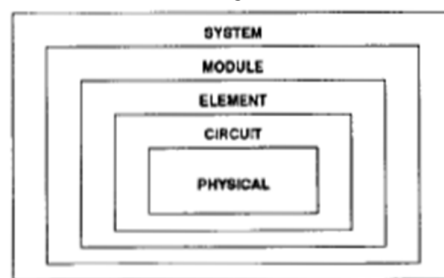 SYSTEM
MODULE
ELEMENT
CIRCUIT
PHYSICAL